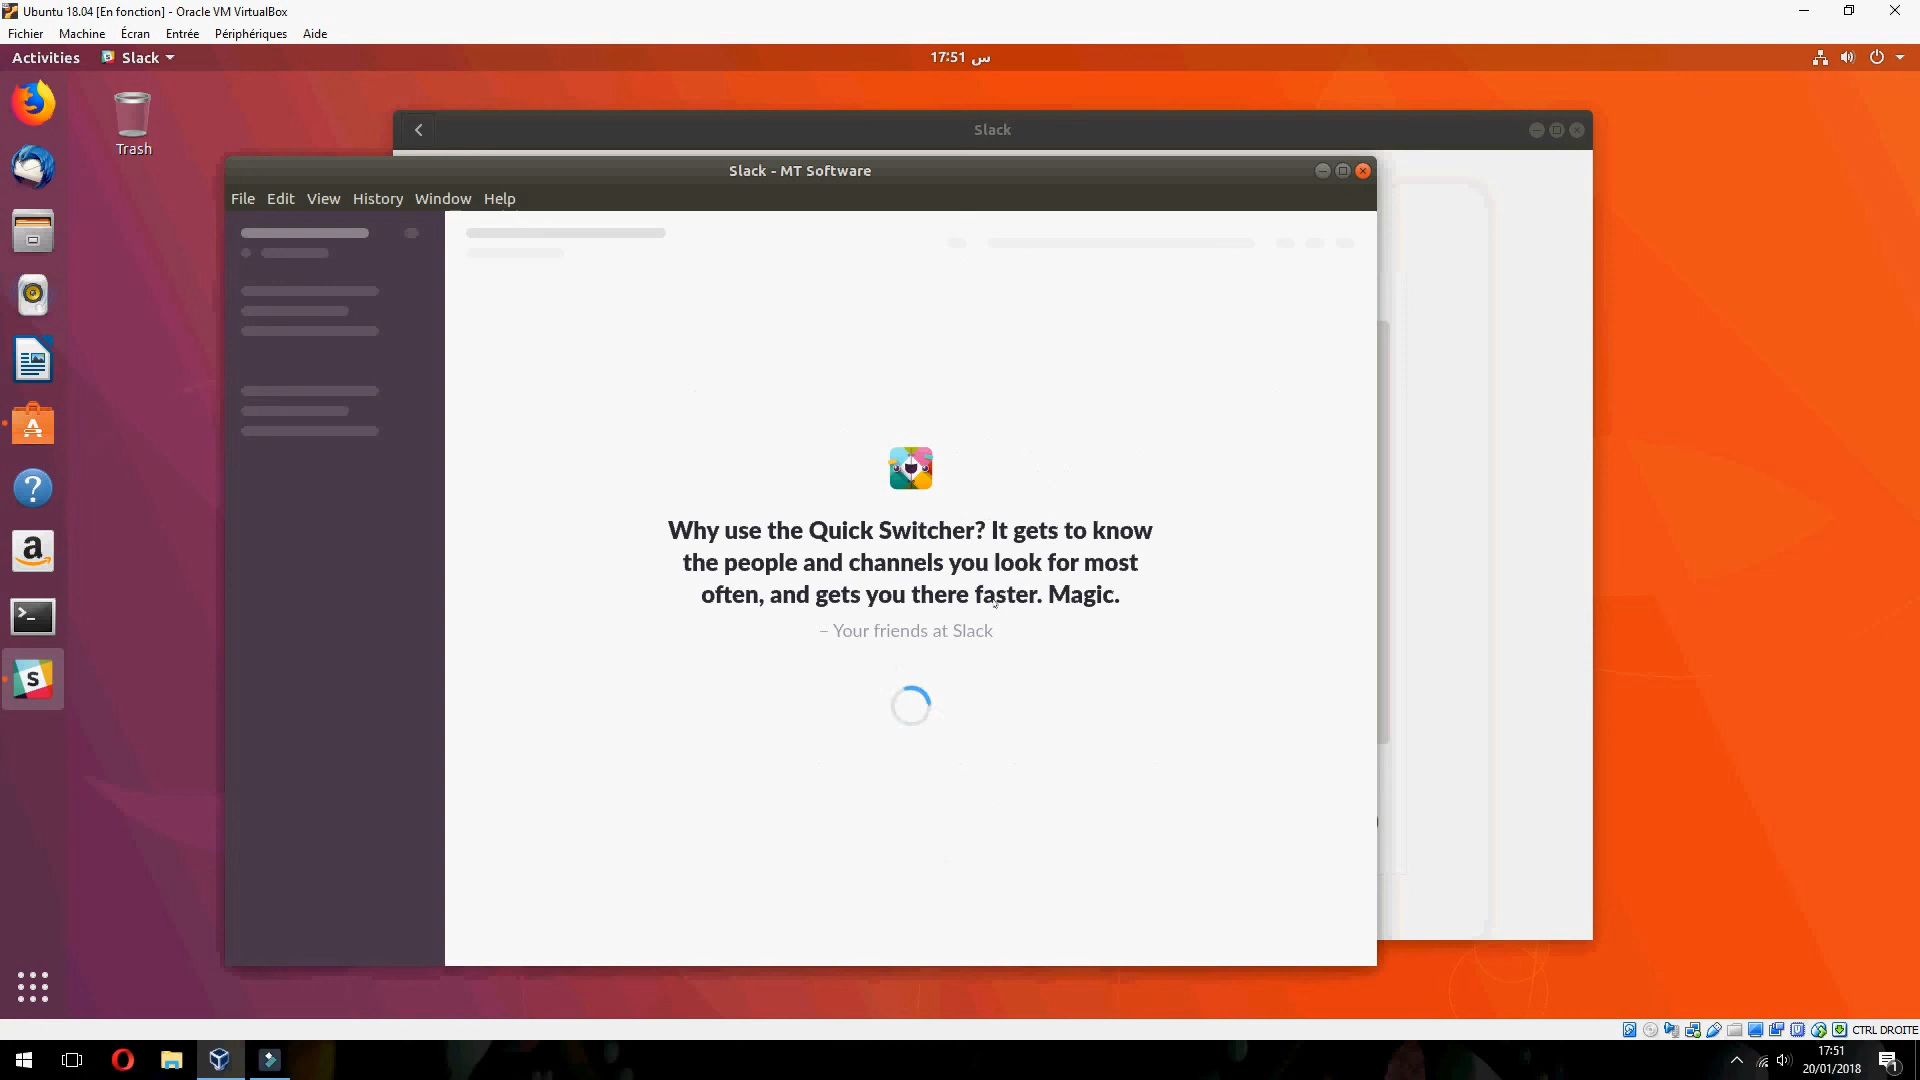 Ubuntu 18.04 [En fonction] - Oracle VM VirtualBox
Fichier Machine Écran Entrée Périphériques Aide
Activities Slack 17:51 س
Trash
Slack
Slack - MT Software
File Edit View History Window Help
Why use the Quick Switcher? It gets to know
the people and channels you look for most
often, and gets you there faster. Magic.
– Your friends at Slack
CTRL DROITE
17:51
20/01/2018
1